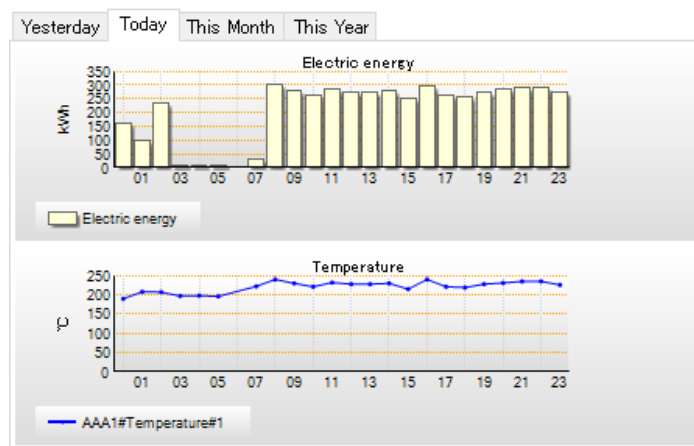 Yesterday Today This Month This Year
Electric energy
350
300
250
200
150
100
50
0
kWh
01 03 05 07 09 11 13 15 17 19 21 23
Electric energy
Temperature
250
200
150
100
50
0
℃
01 03 05 07 09 11 13 15 17 19 21 23
AAA1#Temperature#1